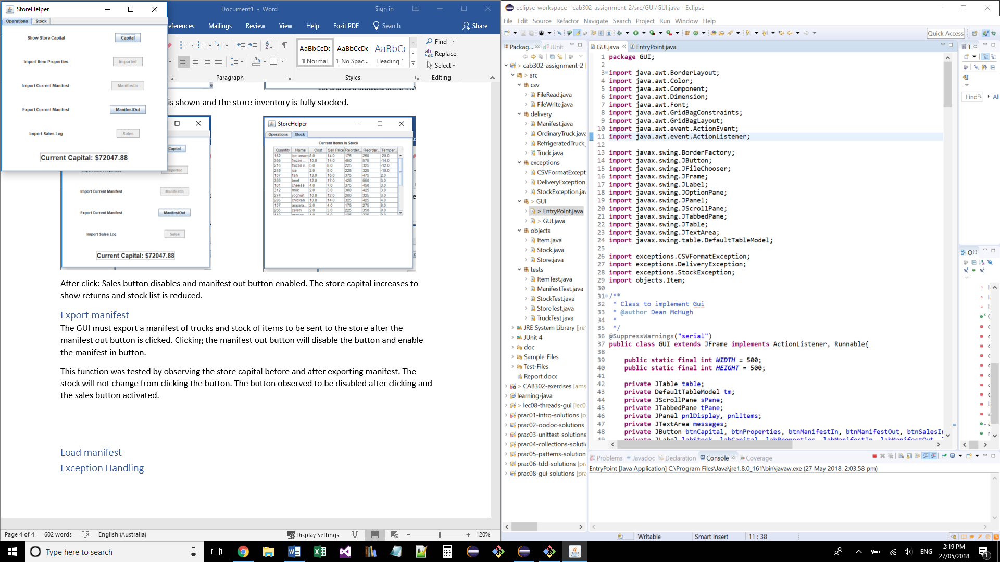 StoreHelper
Operations Stock
Show Store Capital Capital
Import Item Properties Imported
Import Current Manifest ManifestIn
Export Current Manifest ManifestOut
Import Sales Log Sales
Current Capital: $72047.88
Document1 - Word Sign in
eferences Mailings Review View Help Foxit PDF Search Share
AaBbCcDc AaBbCcDc AaBbCc
¶ Normal ¶ No Spac... Heading 1
Find
Replace
Select
Paragraph Styles Editing
is shown and the store inventory is fully stocked.
Capital
mported
Import Current Manifest ManifestIn
Export Current Manifest ManifestOut
Import Sales Log Sales
Current Capital: $72047.88
StoreHelper
Operations Stock
Current Items in Stock
Quantity Name Cost Sell Price Reorder... Reorder... Temper...
162 ice cream 8.0 14.0 175 250 -20.0
355 frozen ... 10.0 14.0 450 575 -14.0
216 frozen v... 5.0 8.0 225 325 -12.0
249 ice 2.0 5.0 225 325 -10.0
107 fish 13.0 16.0 375 475 2.0
355 beef 12.0 17.0 425 550 3.0
101 cheese 4.0 7.0 375 450 3.0
312 milk 2.0 3.0 300 425 3.0
274 yoghurt 10.0 12.0 200 325 3.0
286 chicken 10.0 14.0 325 425 4.0
157 aspara... 2.0 4.0 175 275 8.0
266 celery 2.0 3.0 225 350 8.0
After click: Sales button disables and manifest out button enabled. The store capital increases to
show returns and stock list is reduced.
Export manifest
The GUI must export a manifest of trucks and stock of items to be sent to the store after the
manifest out button is clicked. Clicking the manifest out button will disable the button and enable
the manifest in button.
This function was tested by observing the store capital before and after exporting manifest. The
stock will not change from clicking the button. The button observed to be disabled after clicking and
the sales button activated.
Load manifest
Exception Handling
Page 4 of 4 602 words English (Australia) Display Settings 120%
eclipse-workspace - cab302-assignment-2/src/GUI/GUI.java - Eclipse
File Edit Source Refactor Navigate Search Project Run Window Help
Quick Access
Packag... JUnit
> cab302-assignment-2
> src
csv
FileRead.java
FileWrite.java
delivery
Manifest.java
OrdinaryTruck.java
RefrigeratedTruck.
Truck.java
exceptions
CSVFormatExcept
DeliveryException
StockException.jav
> GUI
> EntryPoint.java
> GUI.java
objects
Item.java
Stock.java
Store.java
tests
ItemTest.java
ManifestTest.java
StockTest.java
StoreTest.java
TruckTest.java
JRE System Library [jre
JUnit 4
doc
Sample-Files
Test-Files
Report.docx
> CAB302-exercises [ams
learning-java
> lec08-threads-gui [lec0
prac01-intro-solutions [p
prac02-oodoc-solutions
prac03-unittest-solutions
prac04-collections-soluti
prac05-patterns-solution
prac06-tdd-solutions [pr
prac08-gui-solutions [pra
GUI.java EntryPoint.java
1 package GUI;
2
3 import java.awt.BorderLayout;
4 import java.awt.Color;
5 import java.awt.Component;
6 import java.awt.Dimension;
7 import java.awt.Font;
8 import java.awt.GridBagConstraints;
9 import java.awt.GridBagLayout;
10 import java.awt.event.ActionEvent;
11 import java.awt.event.ActionListener;
12
13 import javax.swing.BorderFactory;
14 import javax.swing.JButton;
15 import javax.swing.JFileChooser;
16 import javax.swing.JFrame;
17 import javax.swing.JLabel;
18 import javax.swing.JOptionPane;
19 import javax.swing.JPanel;
20 import javax.swing.JScrollPane;
21 import javax.swing.JTabbedPane;
22 import javax.swing.JTable;
23 import javax.swing.JTextArea;
24 import javax.swing.table.DefaultTableModel;
25
26 import exceptions.CSVFormatException;
27 import exceptions.DeliveryException;
28 import exceptions.StockException;
29 import objects.Item;
30
31 /**
32 * Class to implement Gui
33 * @author Dean McHugh
34 *
35 */
36 @SuppressWarnings("serial")
37 public class GUI extends JFrame implements ActionListener, Runnable{
38
39 public static final int WIDTH = 500;
40 public static final int HEIGHT = 500;
41
42 private JTable table;
43 private DefaultTableModel tm;
44 private JScrollPane sPane;
45 private JTabbedPane tPane;
46 private JPanel pnlDisplay, pnlItems;
47 private JTextArea messages;
48 private JButton btnCapital, btnProperties, btnManifestIn, btnManifestOut, btnSalesIn
Find All
Problems Javadoc Declaration Console Coverage
EntryPoint [Java Application] C:\Program Files\Java\jre1.8.0_161\bin\javaw.exe (27 May 2018, 2:03:58 pm)
Writable Smart Insert 11 : 38
Type here to search
ENG
2:19 PM
27/05/2018
1